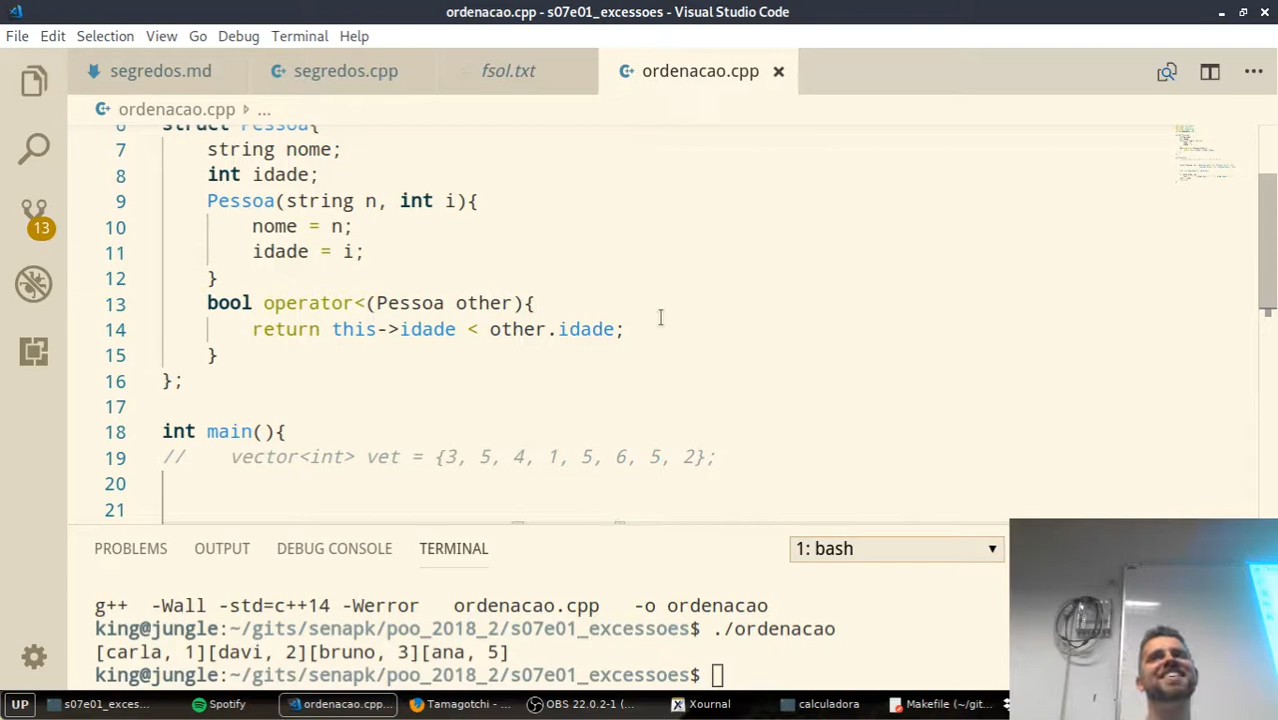 ordenacao.cpp - s07e01_excessoes - Visual Studio Code
File Edit Selection View Go Debug Terminal Help
segredos.md segredos.cpp fsol.txt ordenacao.cpp
ordenacao.cpp ...
6 struct Pessoa{
7 string nome;
8 int idade;
9 Pessoa(string n, int i){
10 nome = n;
11 idade = i;
12 }
13 bool operator<(Pessoa other){
14 return this->idade < other.idade;
15 }
16 };
17
18 int main(){
19 // vector<int> vet = {3, 5, 4, 1, 5, 6, 5, 2};
20
21
13
PROBLEMS OUTPUT DEBUG CONSOLE TERMINAL 1: bash
g++ -Wall -std=c++14 -Werror ordenacao.cpp -o ordenacao
king@jungle:~/gits/senapk/poo_2018_2/s07e01_excessoes$ ./ordenacao
[carla, 1][davi, 2][bruno, 3][ana, 5]
king@jungle:~/gits/senapk/poo_2018_2/s07e01_excessoes$
UP s07e01_exces... Spotify ordenacao.cpp... Tamagotchi - ... OBS 22.0.2-1 (... Xournal calculadora Makefile (~/gi...